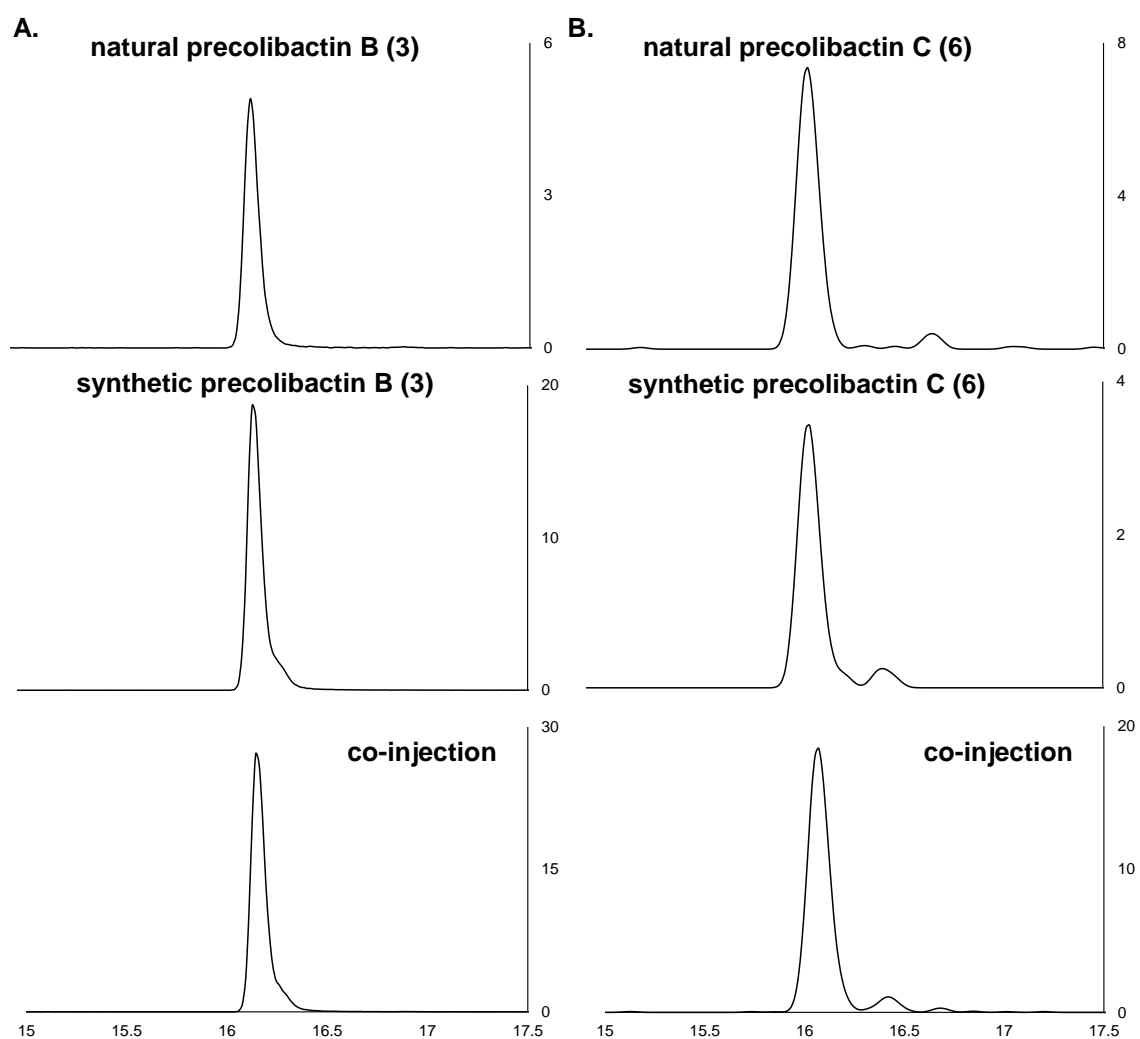 A.
natural precolibactin B (3)
6
3
0
B.
natural precolibactin C (6)
8
4
0
synthetic precolibactin B (3)
20
10
0
synthetic precolibactin C (6)
4
2
0
co-injection
30
15
0
15 15.5 16 16.5 17 17.5
co-injection
20
10
0
15 15.5 16 16.5 17 17.5